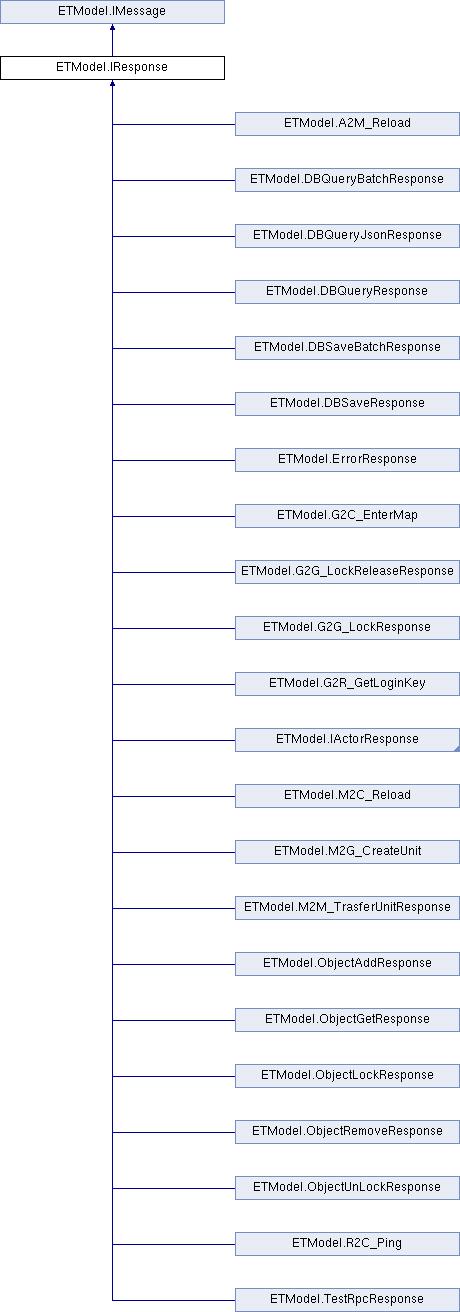 ETModel.IMessage
ETModel.IResponse
ETModel.A2M_Reload
ETModel.DBQueryBatchResponse
ETModel.DBQueryJsonResponse
ETModel.DBQueryResponse
ETModel.DBSaveBatchResponse
ETModel.DBSaveResponse
ETModel.ErrorResponse
ETModel.G2C_EnterMap
ETModel.G2G_LockReleaseResponse
ETModel.G2G_LockResponse
ETModel.G2R_GetLoginKey
ETModel.IActorResponse
ETModel.M2C_Reload
ETModel.M2G_CreateUnit
ETModel.M2M_TrasferUnitResponse
ETModel.ObjectAddResponse
ETModel.ObjectGetResponse
ETModel.ObjectLockResponse
ETModel.ObjectRemoveResponse
ETModel.ObjectUnLockResponse
ETModel.R2C_Ping
ETModel.TestRpcResponse